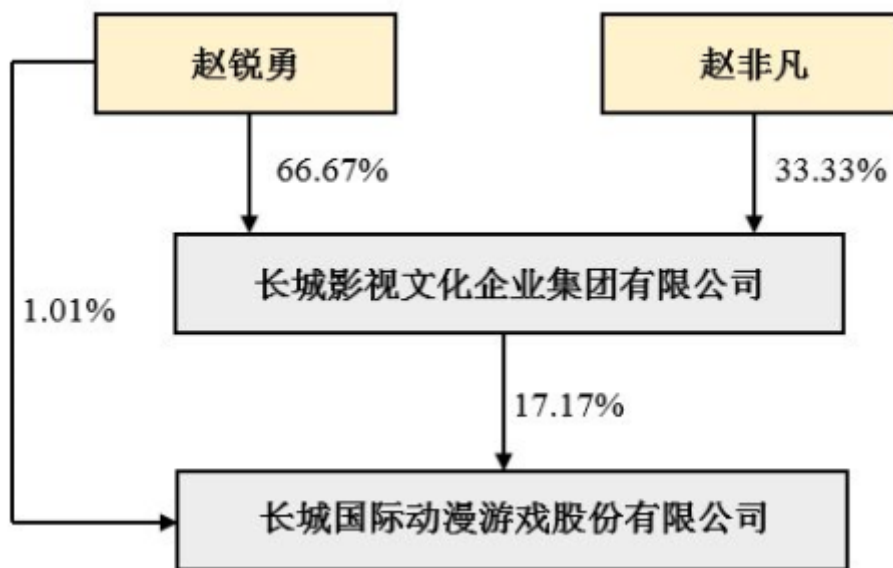 赵锐勇
赵非凡
66.67%
33.33%
长城影视文化企业集团有限公司
1.01%
17.17%
长城国际动漫游戏股份有限公司